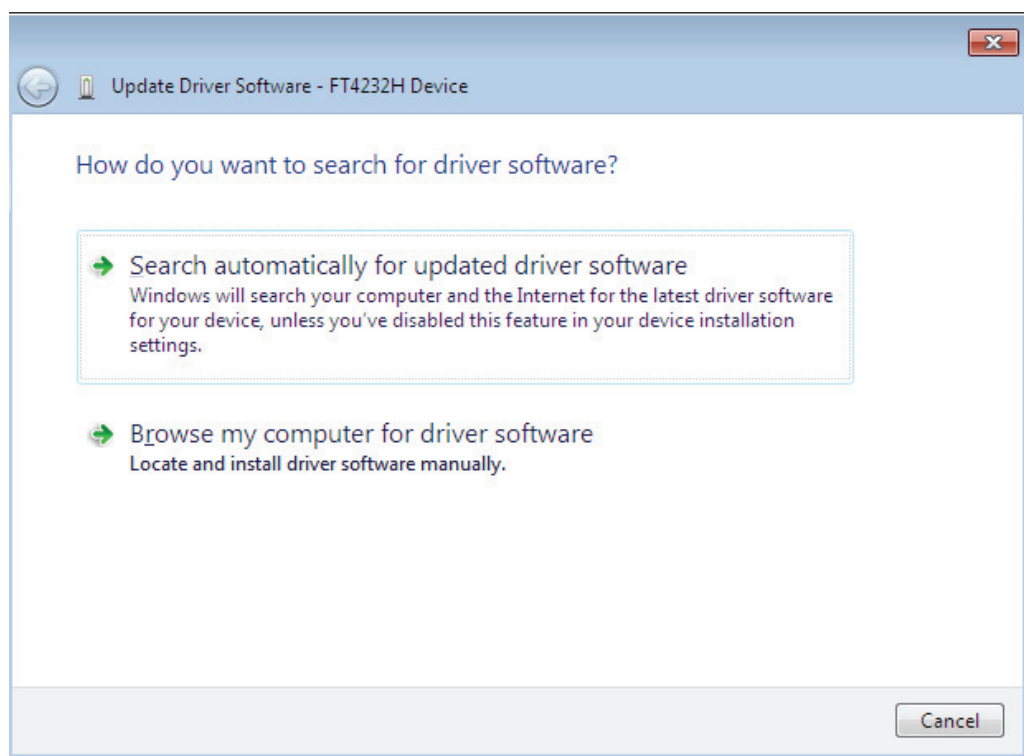 Update Driver Software - FT4232H Device
How do you want to search for driver software?
Search automatically for updated driver software
Windows will search your computer and the Internet for the latest driver software
for your device, unless you've disabled this feature in your device installation
settings.
Browse my computer for driver software
Locate and install driver software manually.
Cancel